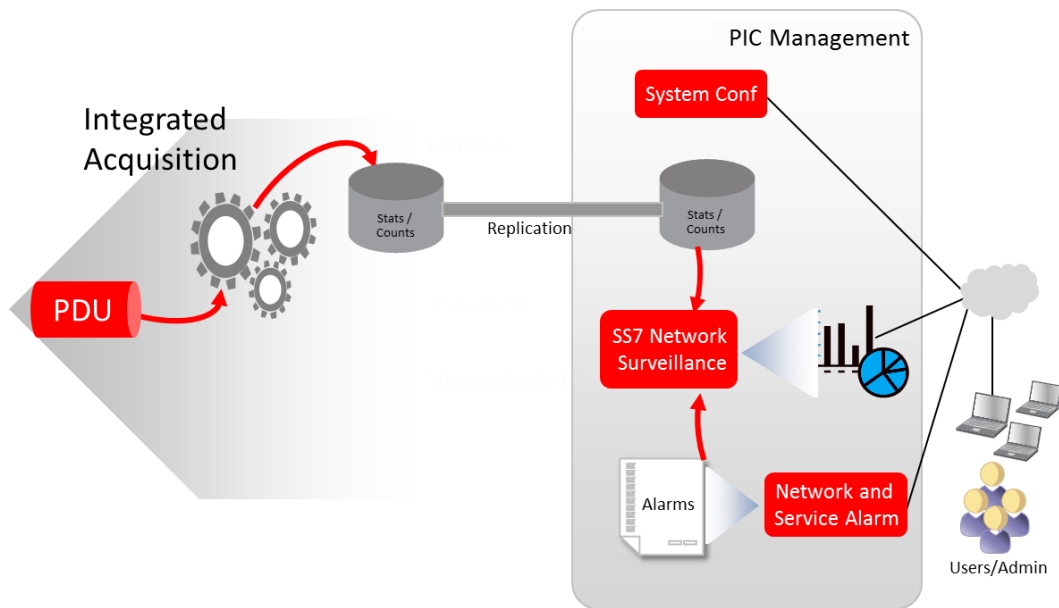 PIC Management
System Conf
Integrated
Acquisition
Stats /
Counts
Replication
Stats /
Counts
PDU
SS7 Network
Surveillance
Alarms
Network and
Service Alarm
Users/Admin